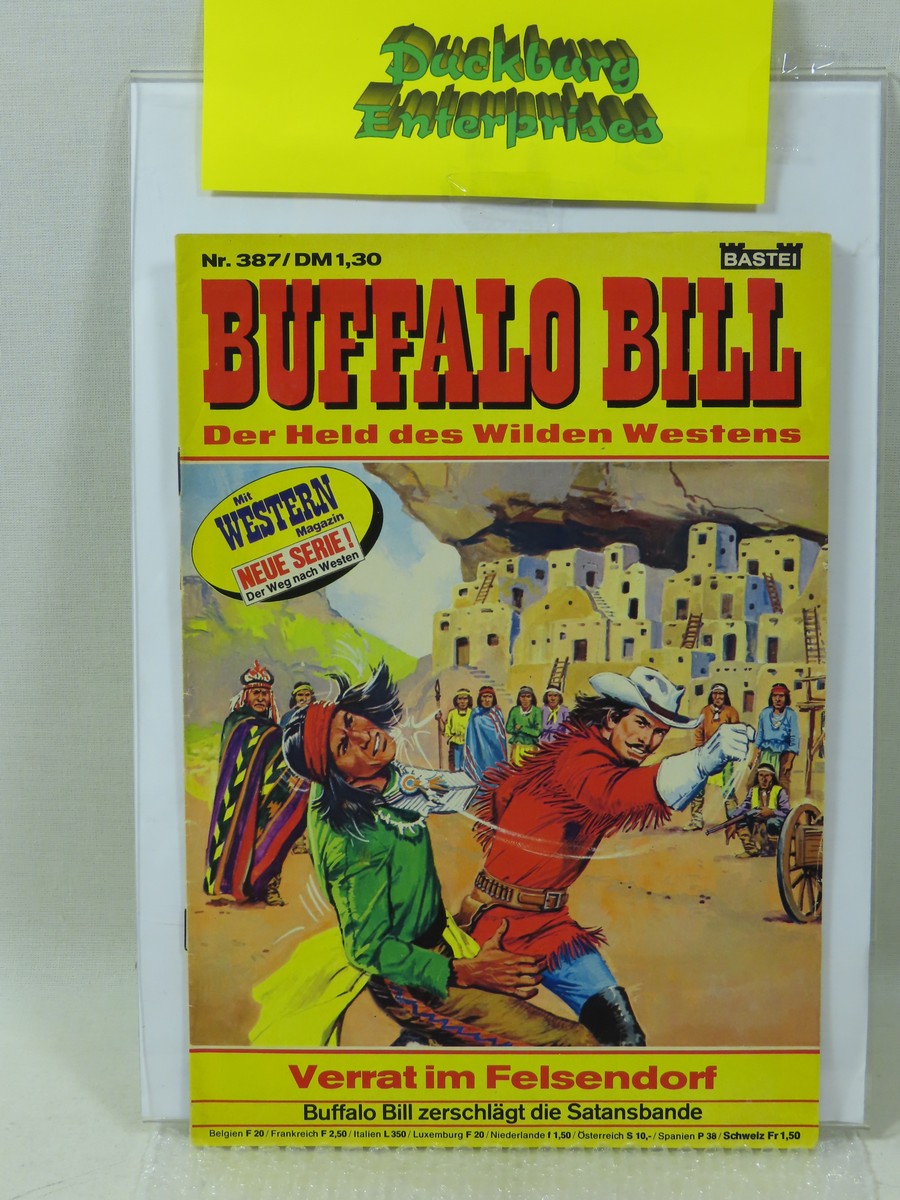 Duckburg
Enterprises
Nr. 387/DM 1,30
BASTEI
BUFFALO BILL
Der Held des Wilden Westens
Mit
WESTERN
Magazin
NEUE SERIE!
Der Weg nach Westen
Verrat im Felsendorf
Buffalo Bill zerschlägt die Satansbande
Belgien F 20 / Frankreich F 2,50 / Italien L 350 / Luxemburg F 20 / Niederlande f 1,50 / Österreich S 10,- / Spanien P 38 / Schweiz Fr 1,50